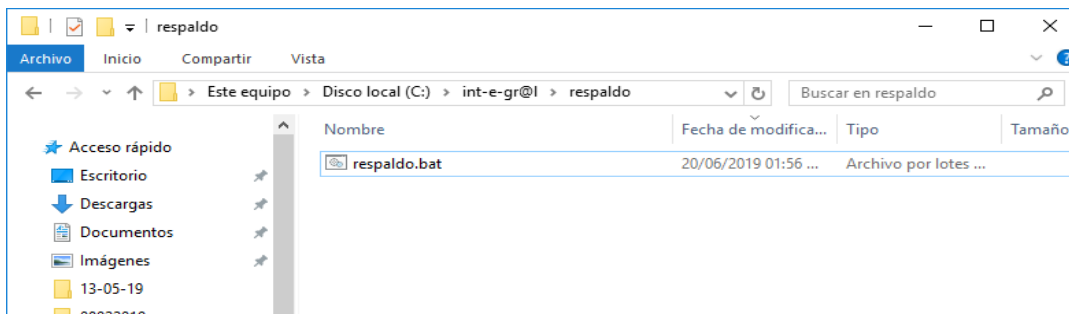 respaldo
Archivo Inicio Compartir Vista
Este equipo > Disco local (C:) > int-e-gr@l > respaldo Buscar en respaldo
Nombre Fecha de modifica... Tipo Tamaño
Acceso rápido
respaldo.bat 20/06/2019 01:56 ... Archivo por lotes ...
Escritorio
Descargas
Documentos
Imágenes
13-05-19